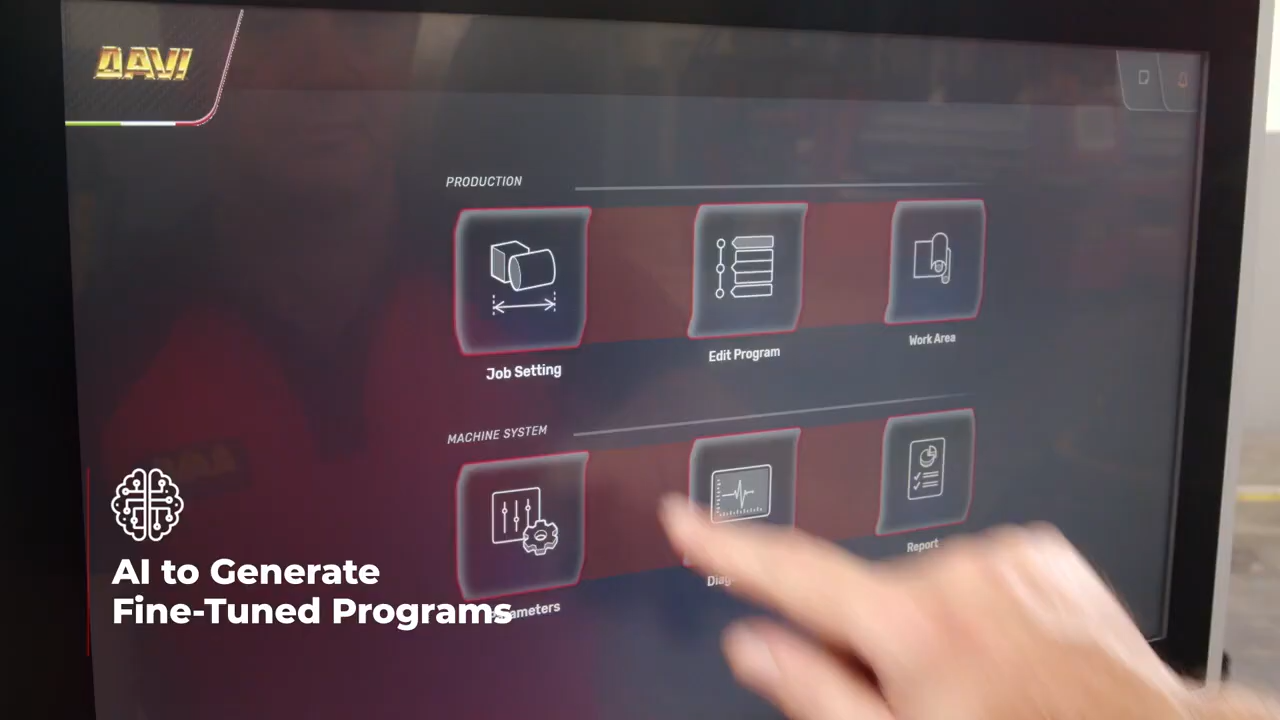 DAVI
PRODUCTION
Job Setting
Edit Program
Work Area
MACHINE SYSTEM
Report
AI to Generate
Fine-Tuned Programs